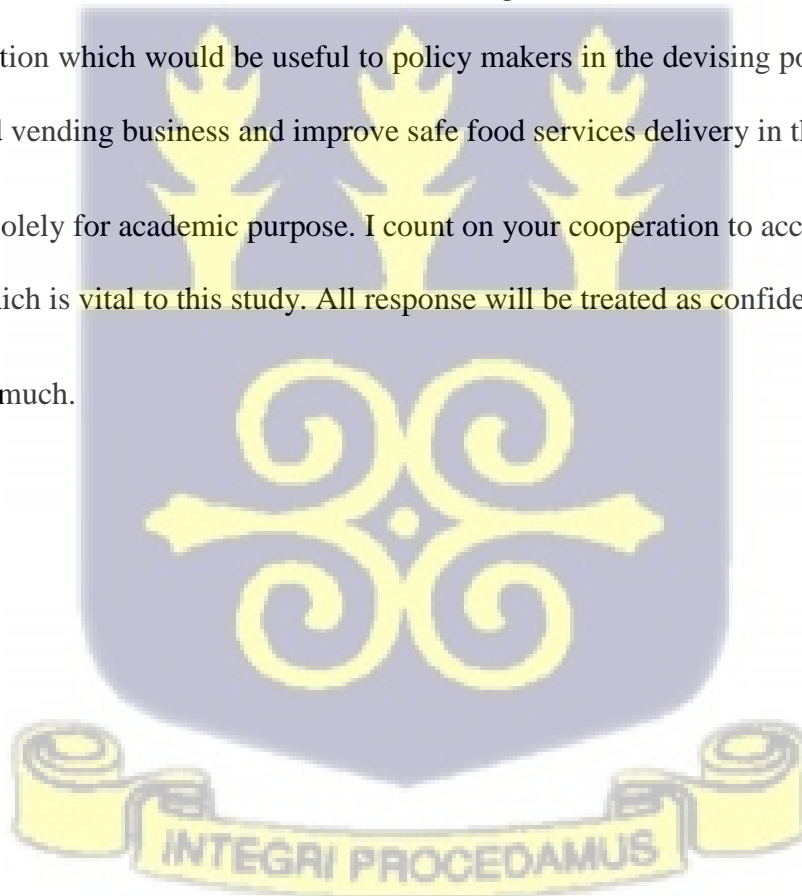 tion which would be useful to policy makers in the devising po
vending business and improve safe food services delivery in th
olely for academic purpose. I count on your cooperation to acc
ich is vital to this study. All response will be treated as confide
much.
INTEGRI PROCEDAMUS